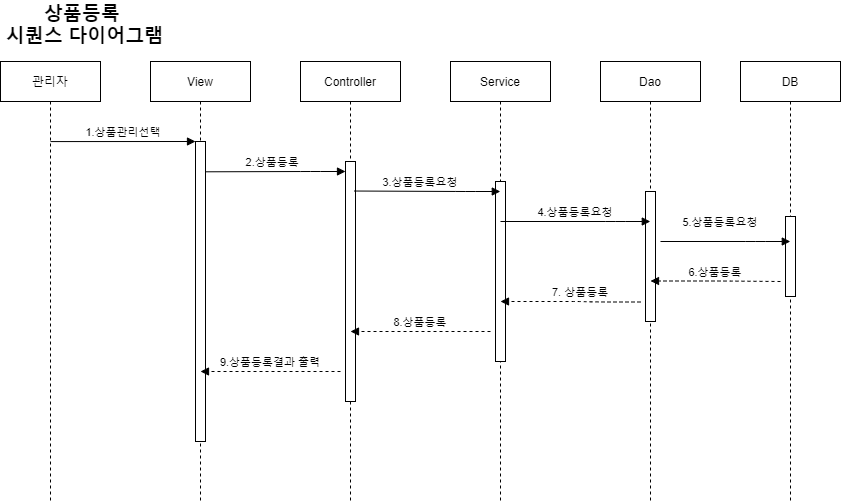 상품등록
시퀀스 다이어그램
관리자
View
Controller
Service
Dao
DB
1.상품관리선택
2.상품등록
3.상품등록요청
4.상품등록요청
5.상품등록요청
6.상품등록
7. 상품등록
8.상품등록
9.상품등록결과 출력